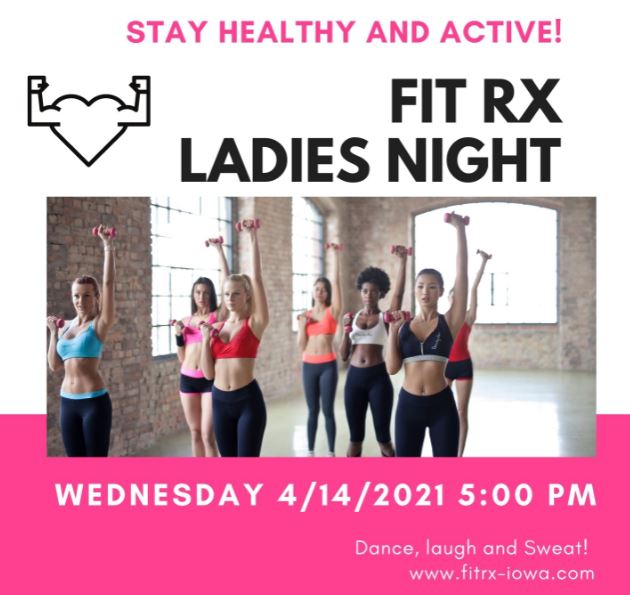 STAY HEALTHY AND ACTIVE!
FIT RX
LADIES NIGHT
WEDNESDAY 4/14/2021 5:00 PM
Dance, laugh and Sweat!
www.fitrx-iowa.com